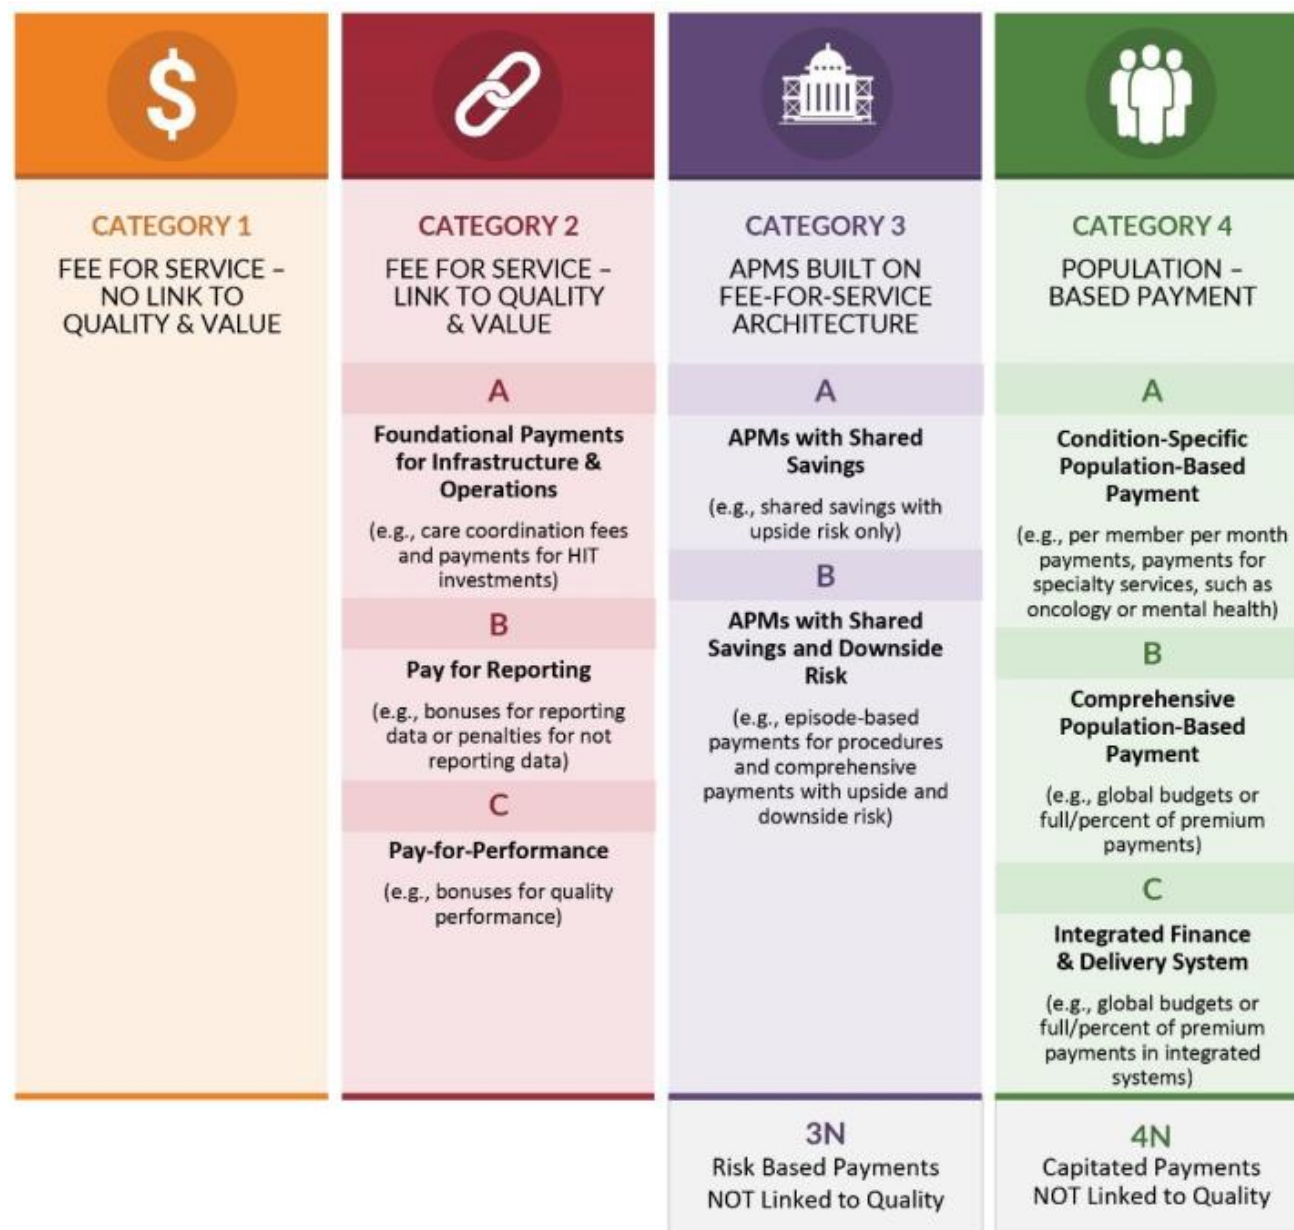 $
CATEGORY 1
FEE FOR SERVICE –
NO LINK TO
QUALITY & VALUE
CATEGORY 2
FEE FOR SERVICE –
LINK TO QUALITY
& VALUE
A
Foundational Payments
for Infrastructure &
Operations
(e.g., care coordination fees
and payments for HIT
investments)
B
Pay for Reporting
(e.g., bonuses for reporting
data or penalties for not
reporting data)
C
Pay-for-Performance
(e.g., bonuses for quality
performance)
CATEGORY 3
APMS BUILT ON
FEE-FOR-SERVICE
ARCHITECTURE
A
APMs with Shared
Savings
(e.g., shared savings with
upside risk only)
B
APMs with Shared
Savings and Downside
Risk
(e.g., episode-based
payments for procedures
and comprehensive
payments with upside and
downside risk)
3N
Risk Based Payments
NOT Linked to Quality
CATEGORY 4
POPULATION –
BASED PAYMENT
A
Condition-Specific
Population-Based
Payment
(e.g., per member per month
payments, payments for
specialty services, such as
oncology or mental health)
B
Comprehensive
Population-Based
Payment
(e.g., global budgets or
full/percent of premium
payments)
C
Integrated Finance
& Delivery System
(e.g., global budgets or
full/percent of premium
payments in integrated
systems)
4N
Capitated Payments
NOT Linked to Quality